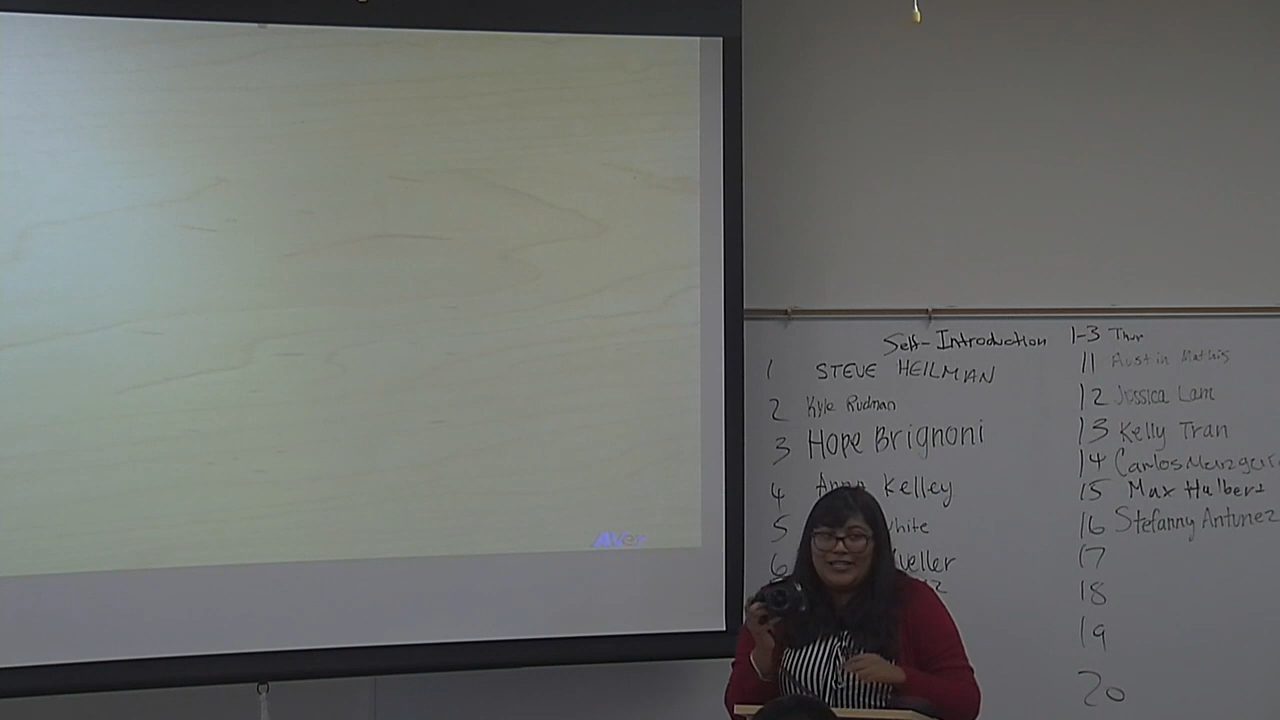 AVer
Self-Introduction 1-3 Thur
1 STEVE HEILMAN
2 Kyle Rudman
3 Hope Brignoni
4 Anna Kelley
5 White
6
11 Austin Mathis
12 Jessica Lam
13 Kelly Tran
14 Carlos
15 Max Halbert
16 Stefanny Antunez
17
18
19
20